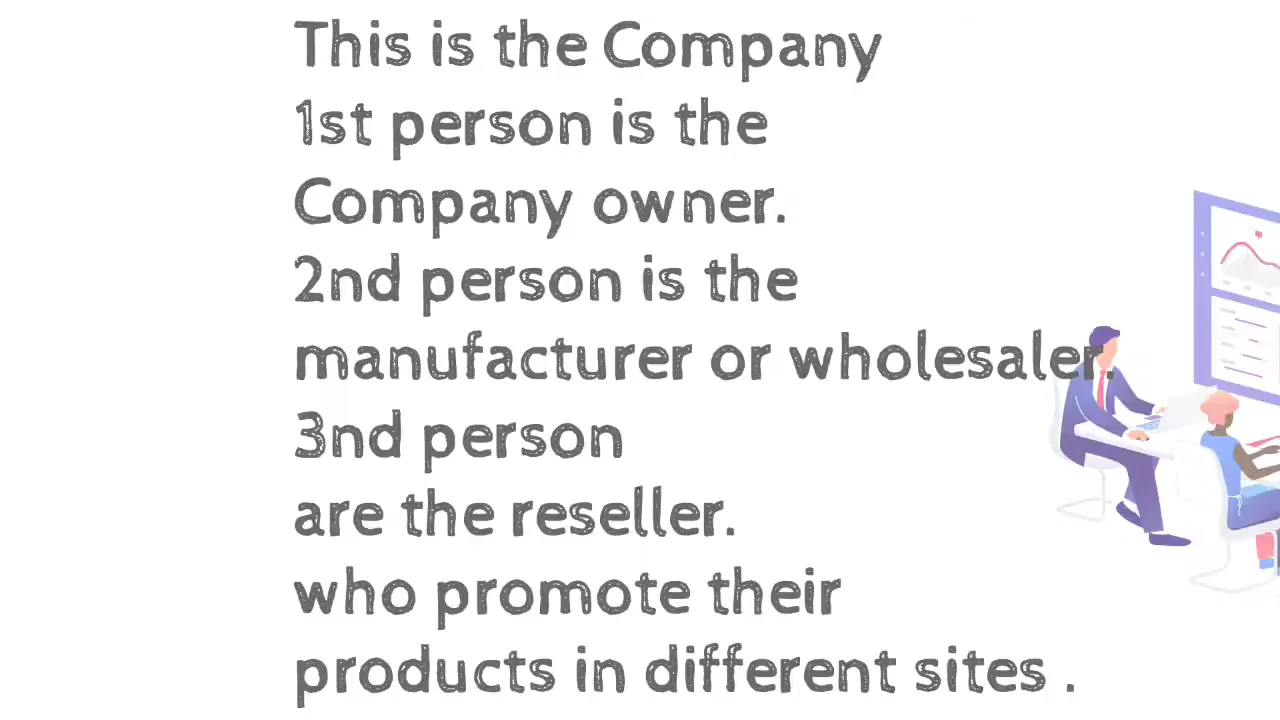 This is the Company
1st person is the
Company owner.
2nd person is the
manufacturer or wholesaler.
3nd person
are the reseller.
who promote their
products in different sites .